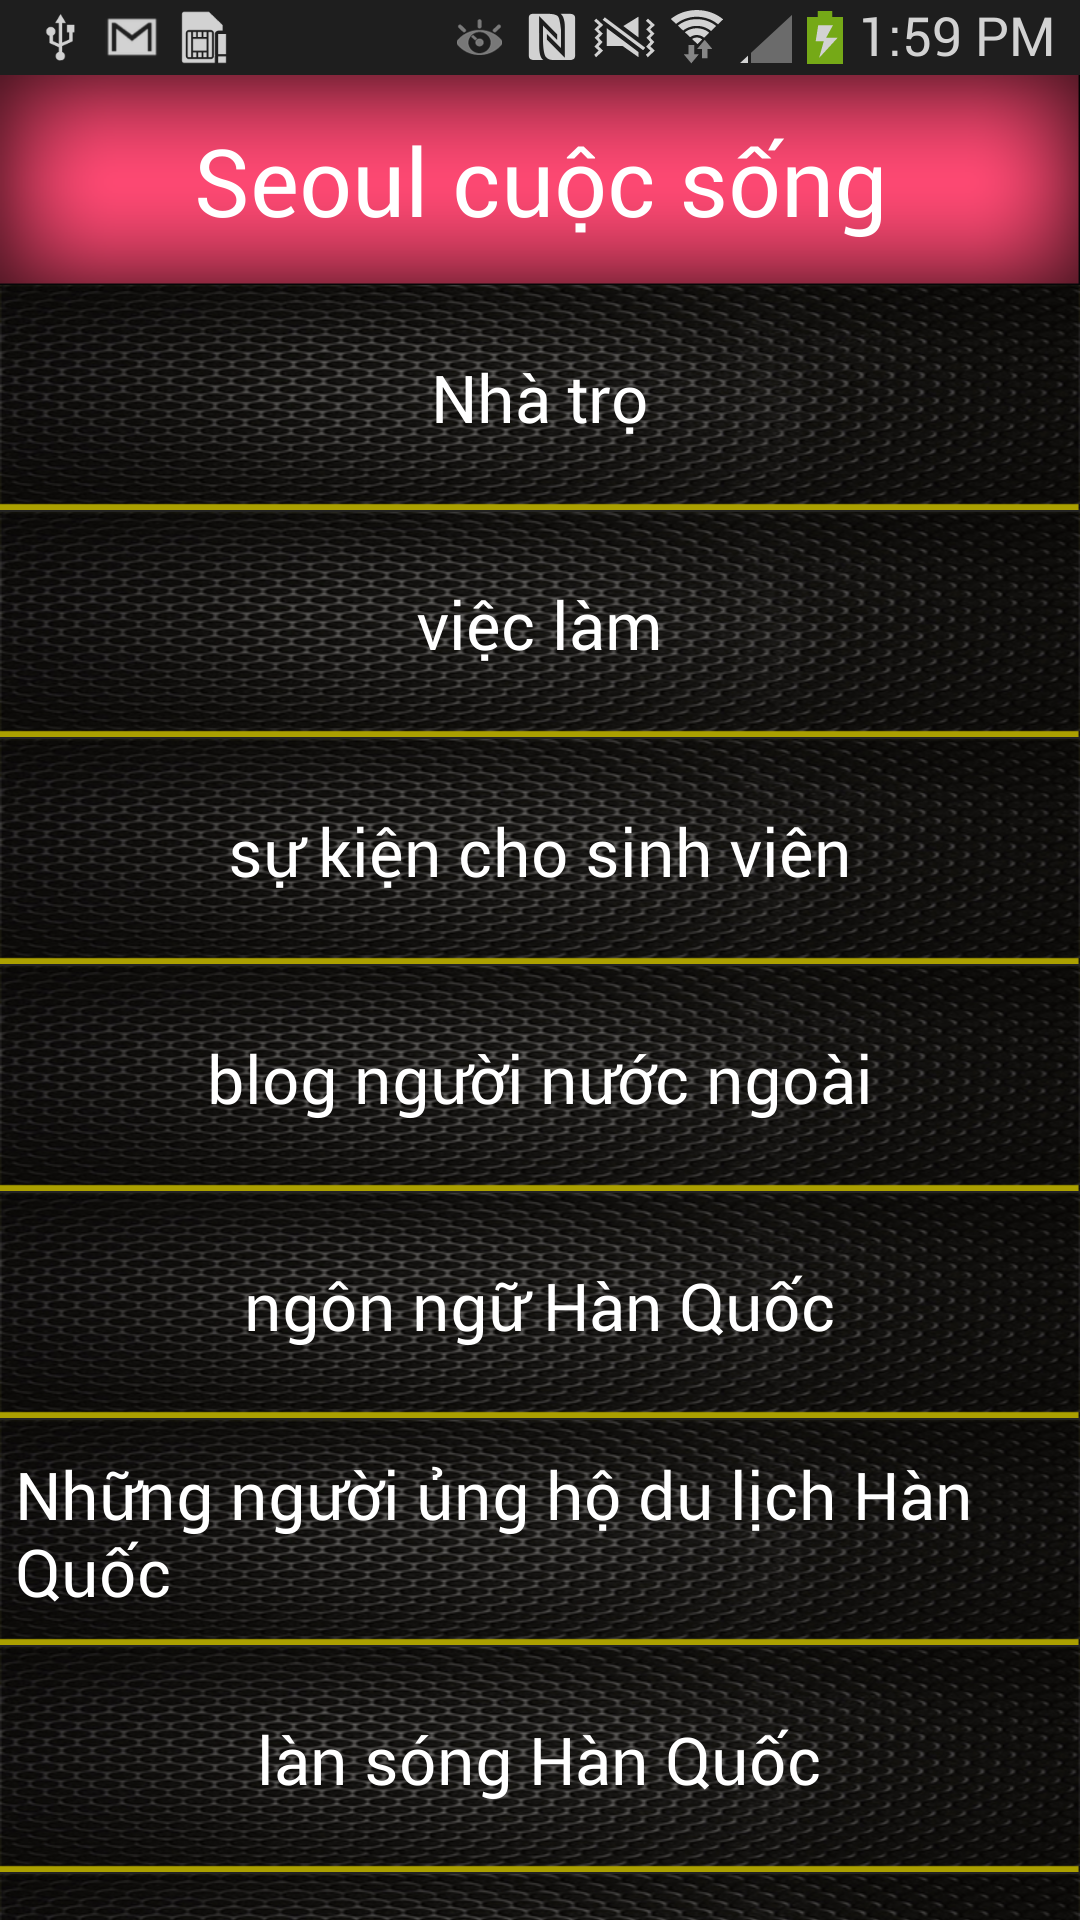 1:59 PM
Seoul cuộc sống
Nhà trọ
việc làm
sự kiện cho sinh viên
blog người nước ngoài
ngôn ngữ Hàn Quốc
Những người ủng hộ du lịch Hàn
Quốc
làn sóng Hàn Quốc